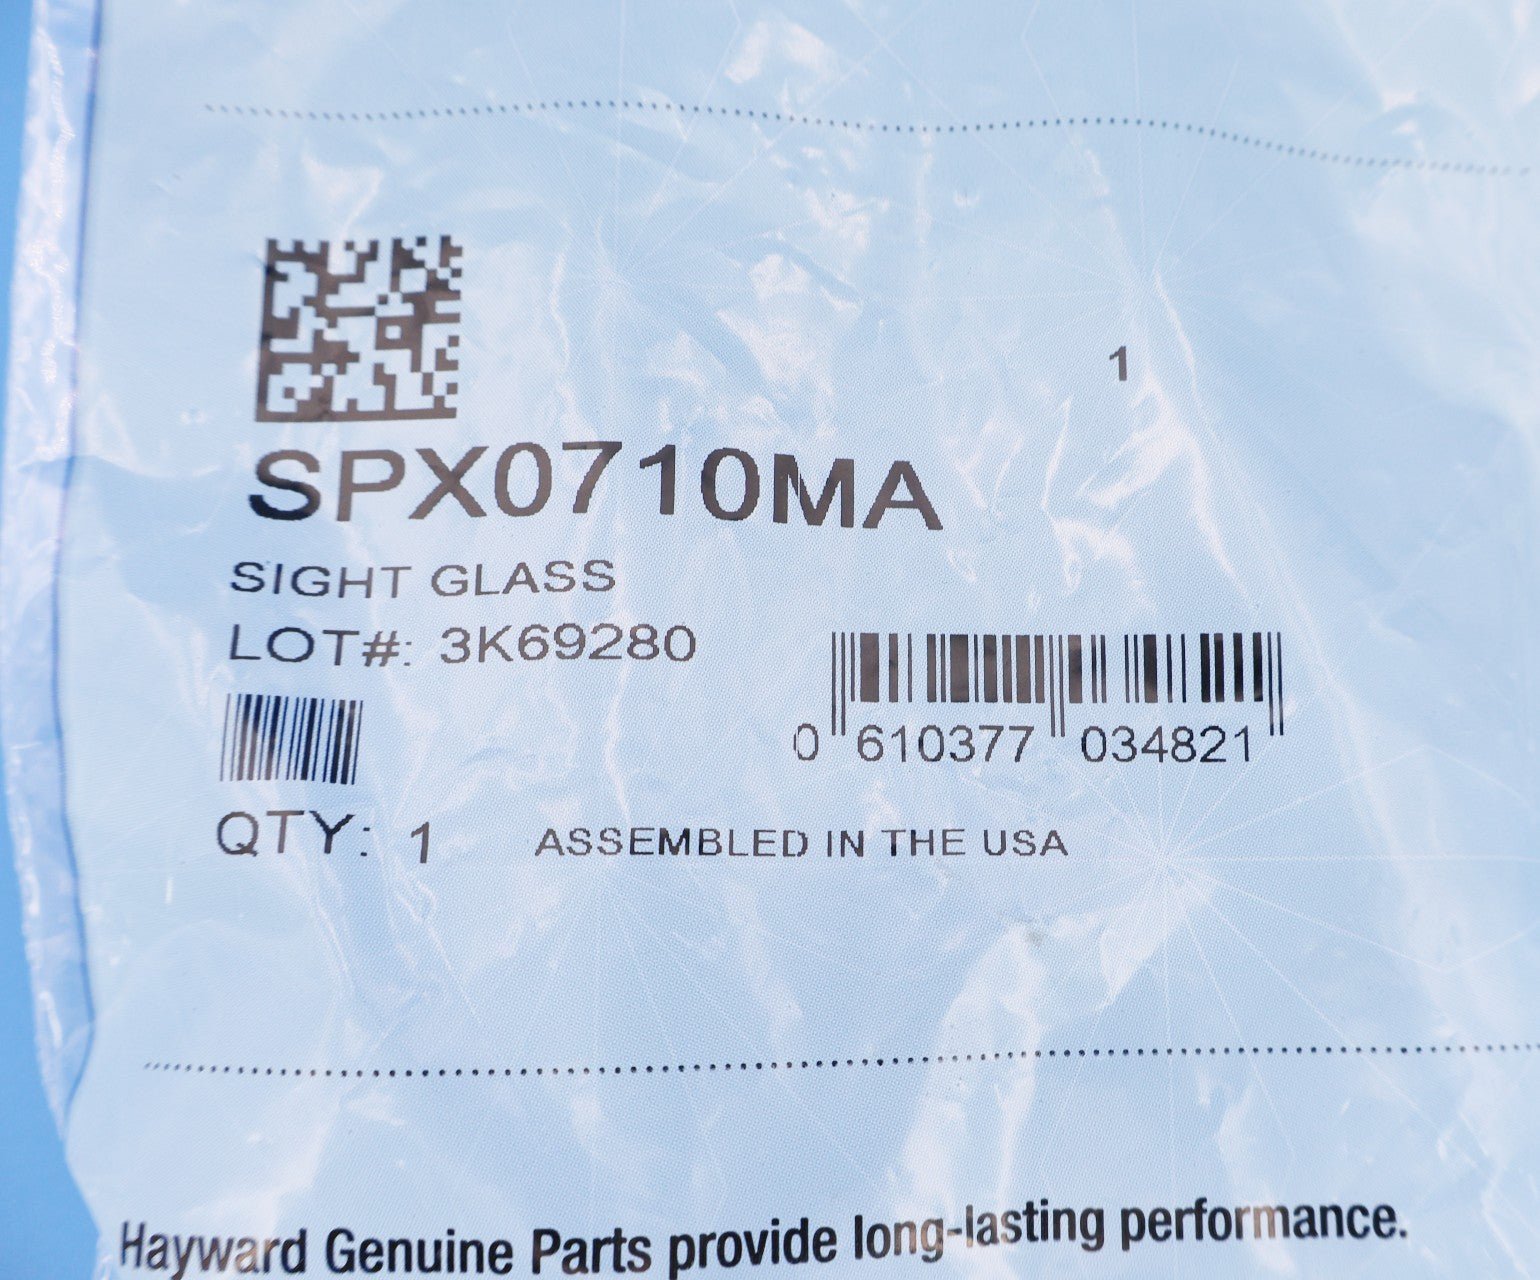 1
SPX0710MA
SIGHT GLASS
LOT#: 3K69280
0 610377 034821
QTY: 1 ASSEMBLED IN THE USA
Hayward Genuine Parts provide long-lasting performance.